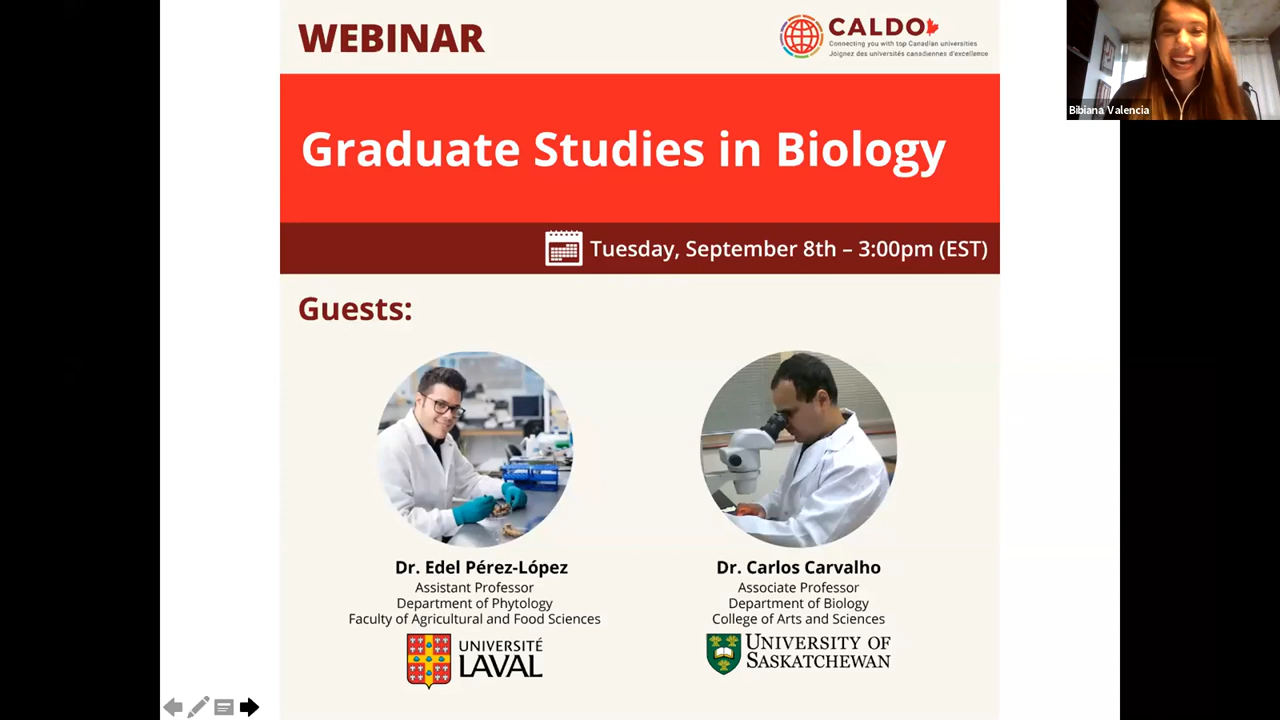 WEBINAR
CALDO
Connecting you with top Canadian universities
Joignez des universités canadiennes d'excellence
Bibiana Valencia
Graduate Studies in Biology
Tuesday, September 8th – 3:00pm (EST)
Guests:
Dr. Edel Pérez-López
Assistant Professor
Department of Phytology
Faculty of Agricultural and Food Sciences
UNIVERSITÉ
LAVAL
Dr. Carlos Carvalho
Associate Professor
Department of Biology
College of Arts and Sciences
UNIVERSITY OF
SASKATCHEWAN